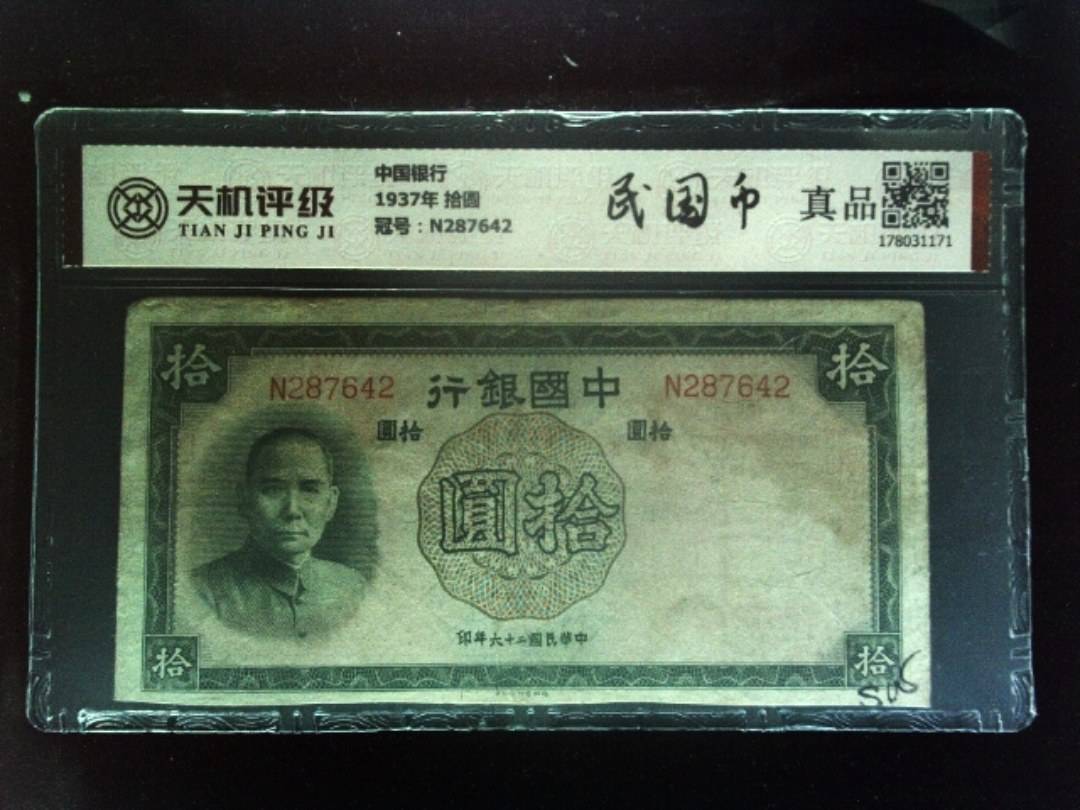 天机评级
TIAN JI PING JI
中国银行
1937年 拾圆
冠号：N287642
民国币
真品
178031171
拾
拾
N287642
行銀國中
N287642
圓拾
圓拾
圓拾
印年六十二國民華中
拾
拾